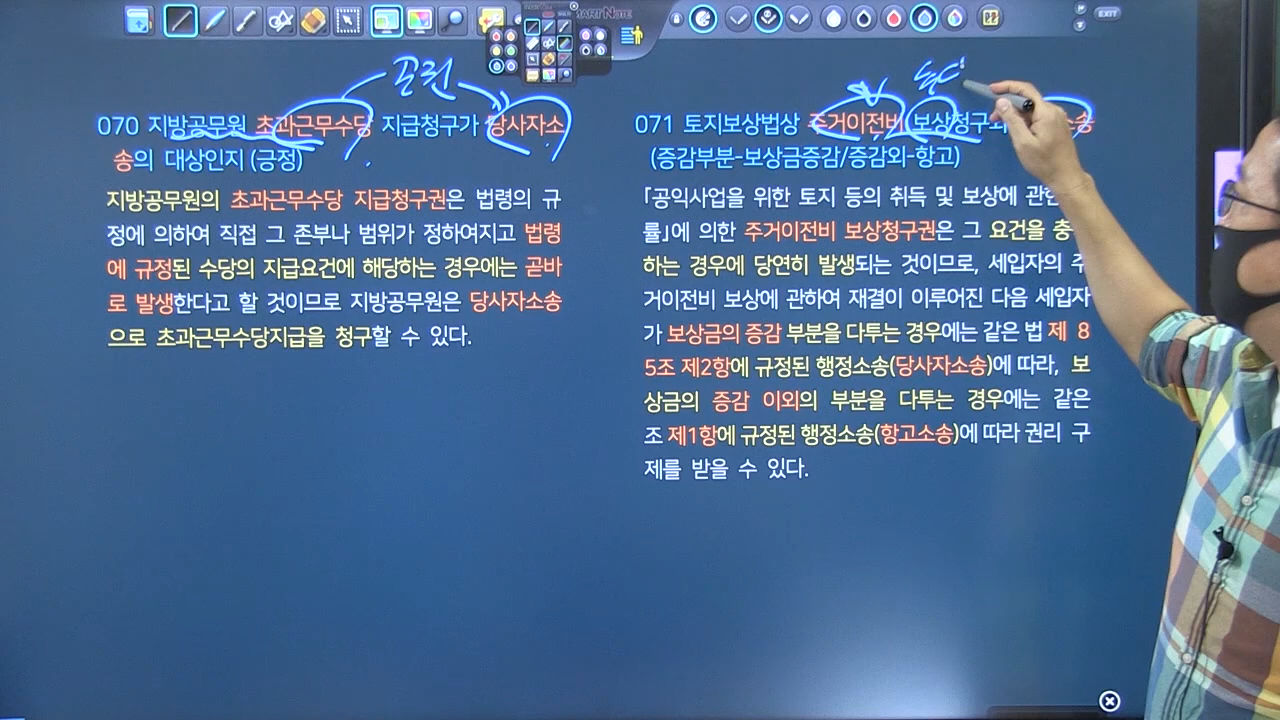 EXIT
공권
070 지방공무원 초과근무수당 지급청구가 당사자소
송의 대상인지 (긍정)
지방공무원의 초과근무수당 지급청구권은 법령의 규
정에 의하여 직접 그 존부나 범위가 정하여지고 법령
에 규정된 수당의 지급요건에 해당하는 경우에는 곧바
로 발생한다고 할 것이므로 지방공무원은 당사자소송
으로 초과근무수당지급을 청구할 수 있다.
071 토지보상법상 주거이전비 보상청구 소송
(증감부분-보상금증감/증감외-항고)
「공익사업을 위한 토지 등의 취득 및 보상에 관한
률」에 의한 주거이전비 보상청구권은 그 요건을 충
하는 경우에 당연히 발생되는 것이므로, 세입자의 주
거이전비 보상에 관하여 재결이 이루어진 다음 세입자
가 보상금의 증감 부분을 다투는 경우에는 같은 법 제 8
5조 제2항에 규정된 행정소송(당사자소송)에 따라, 보
상금의 증감 이외의 부분을 다투는 경우에는 같은
조 제1항에 규정된 행정소송(항고소송)에 따라 권리 구
제를 받을 수 있다.